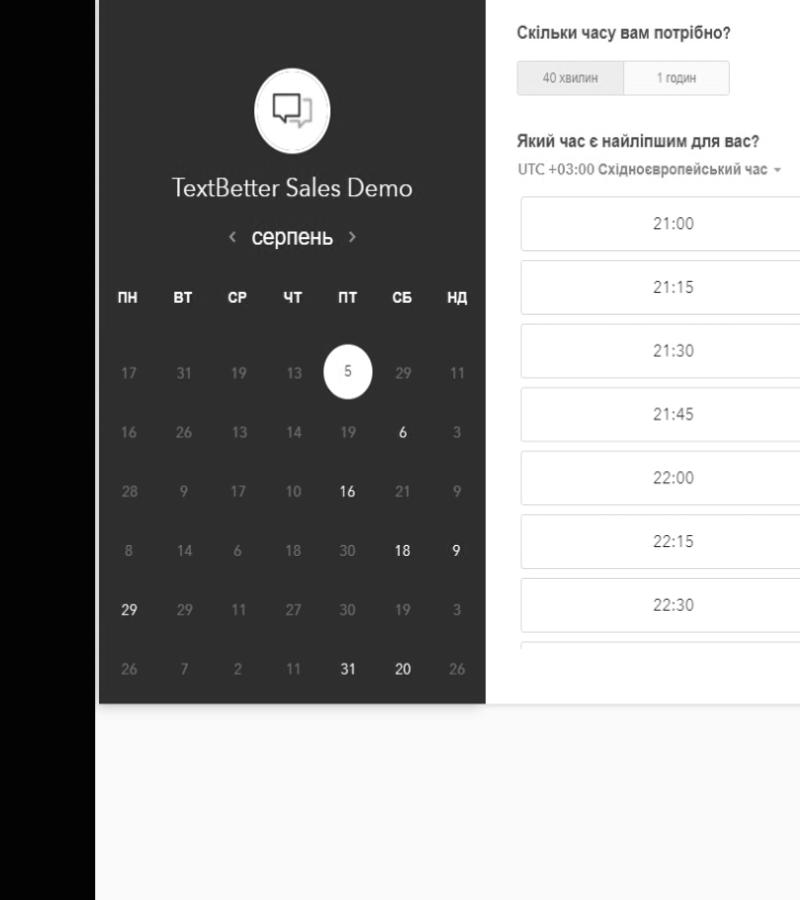 TextBetter Sales Demo
серпень
ПН ВТ СР ЧТ ПТ СБ НД
17 31 19 13 5 29 11
16 26 13 14 19 6 3
28 9 17 10 16 21 9
8 14 6 18 30 18 9
29 29 11 27 30 19 3
26 7 2 11 31 20 26
Скільки часу вам потрібно?
40 хвилин 1 годин
Який час є найліпшим для вас?
UTC +03:00 Східноєвропейський час
21:00
21:15
21:30
21:45
22:00
22:15
22:30